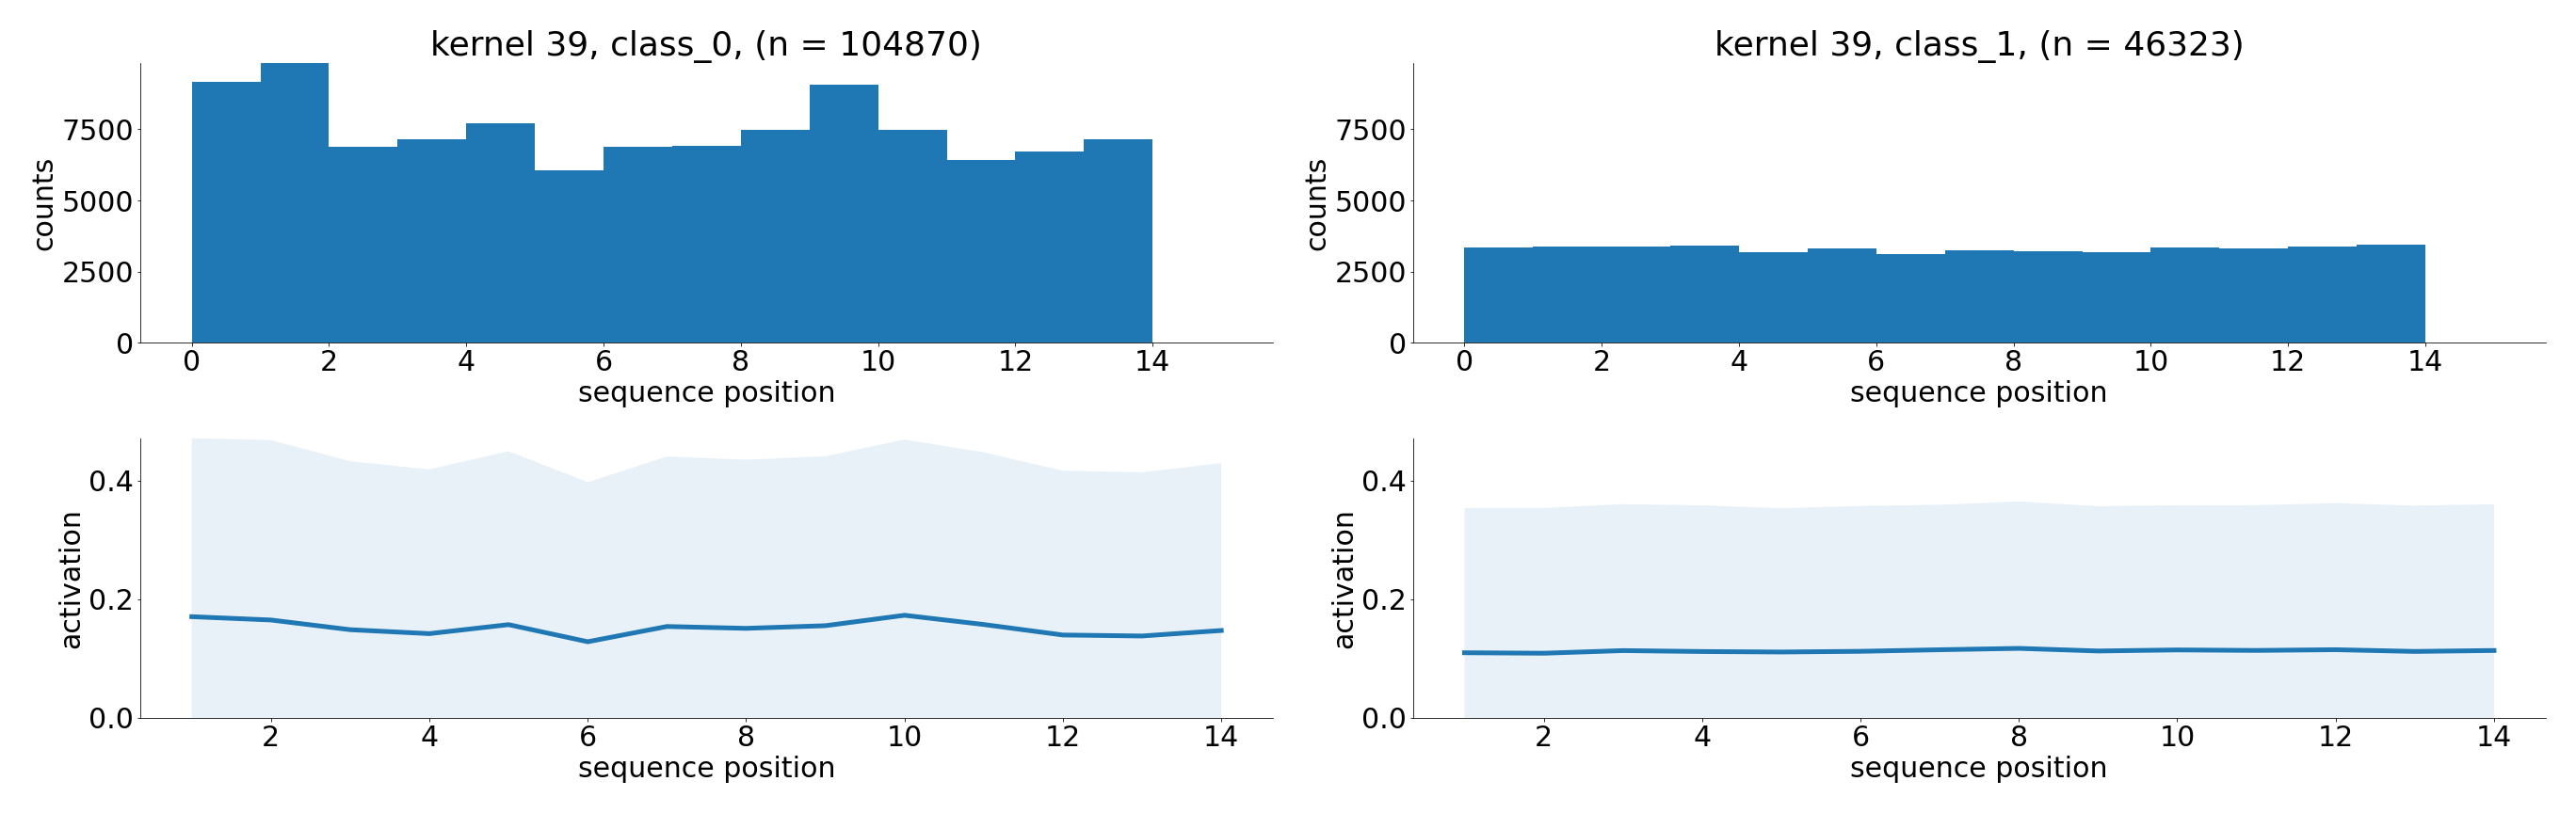 kernel 39, class_0, (n = 104870)
counts
7500
5000
2500
0
0 2 4 6 8 10 12 14
sequence position
kernel 39, class_1, (n = 46323)
counts
7500
5000
2500
0
0 2 4 6 8 10 12 14
sequence position
activation
0.4
0.2
0.0
2 4 6 8 10 12 14
sequence position
activation
0.4
0.2
0.0
2 4 6 8 10 12 14
sequence position